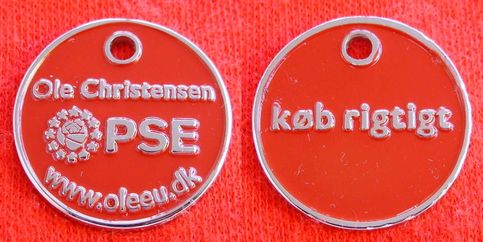 Ole Christensen
PSE
www.oleeu.dk
køb rigtigt